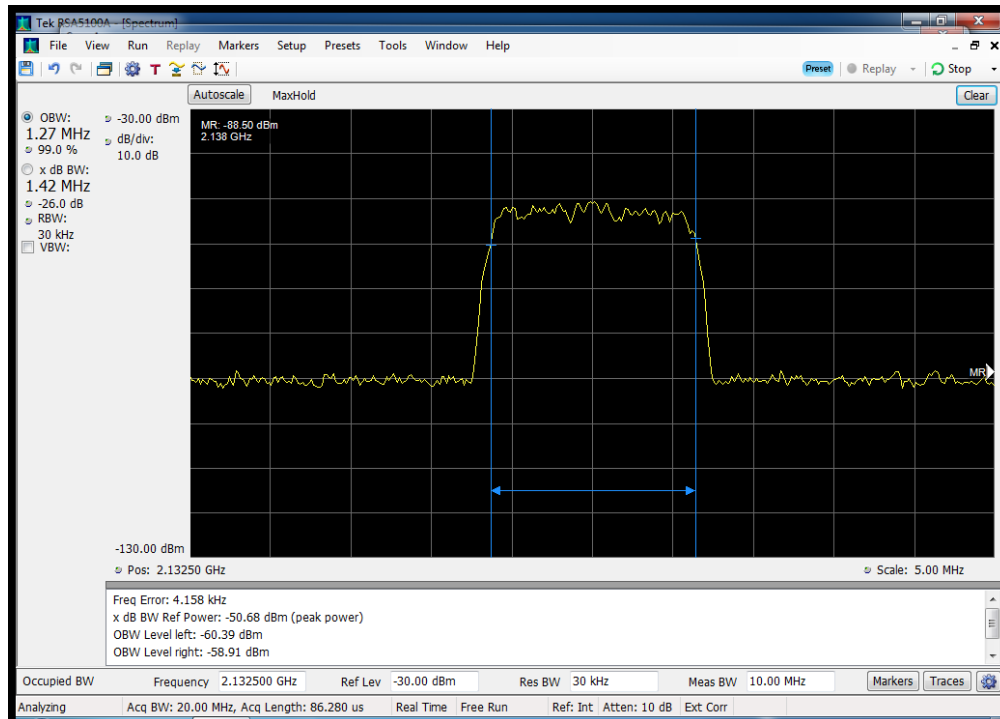 Tek RSA5100A - [Spectrum]
File View Run Replay Markers Setup Presets Tools Window Help
T Preset Replay Stop
Autoscale MaxHold Clear
OBW:
1.27 MHz
99.0 %
x dB BW:
1.42 MHz
-26.0 dB
RBW:
30 kHz
VBW:
-30.00 dBm
dB/div:
10.0 dB
MR: -88.50 dBm
2.138 GHz
MR
-130.00 dBm
Pos: 2.13250 GHz Scale: 5.00 MHz
Freq Error: 4.158 kHz
x dB BW Ref Power: -50.68 dBm (peak power)
OBW Level left: -60.39 dBm
OBW Level right: -58.91 dBm
Occupied BW Frequency 2.132500 GHz Ref Lev -30.00 dBm Res BW 30 kHz Meas BW 10.00 MHz Markers Traces
Analyzing Acq BW: 20.00 MHz, Acq Length: 86.280 us Real Time Free Run Ref: Int Atten: 10 dB Ext Corr